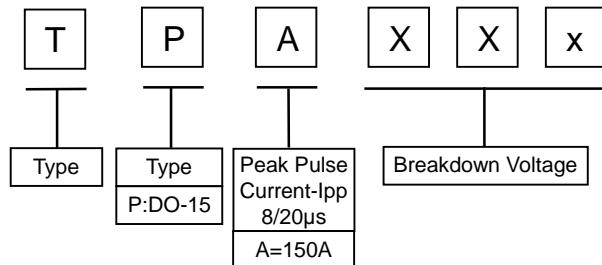 T P A X X x
Type
Type
P:DO-15
Peak Pulse
Current-Ipp
8/20μs
A=150A
Breakdown Voltage